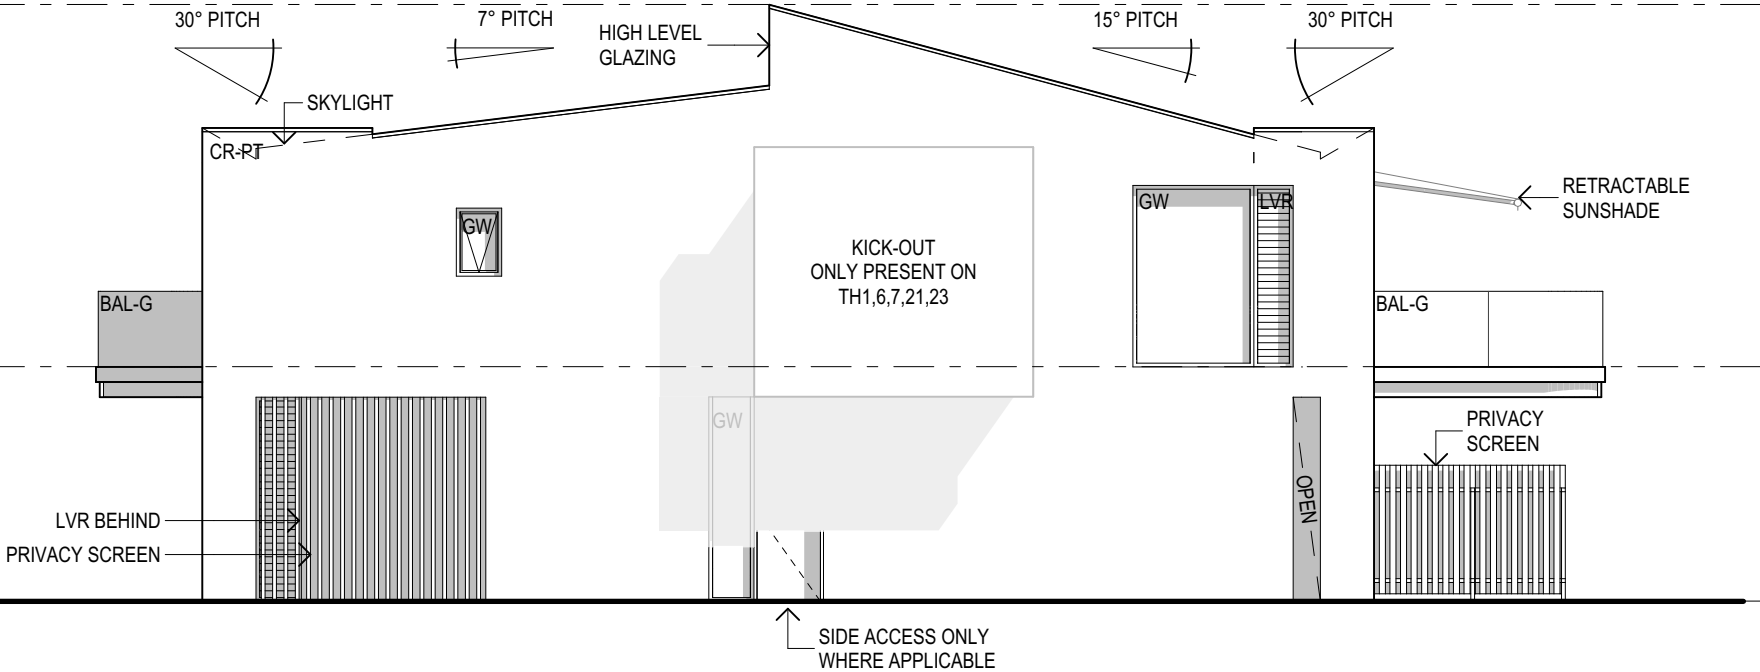 30° PITCH
7° PITCH
HIGH LEVEL
GLAZING
15° PITCH
30° PITCH
SKYLIGHT
CR-PT
GW
KICK-OUT
ONLY PRESENT ON
TH1,6,7,21,23
GW
LVR
RETRACTABLE
SUNSHADE
BAL-G
BAL-G
GW
PRIVACY
SCREEN
OPEN
LVR BEHIND
PRIVACY SCREEN
SIDE ACCESS ONLY
WHERE APPLICABLE